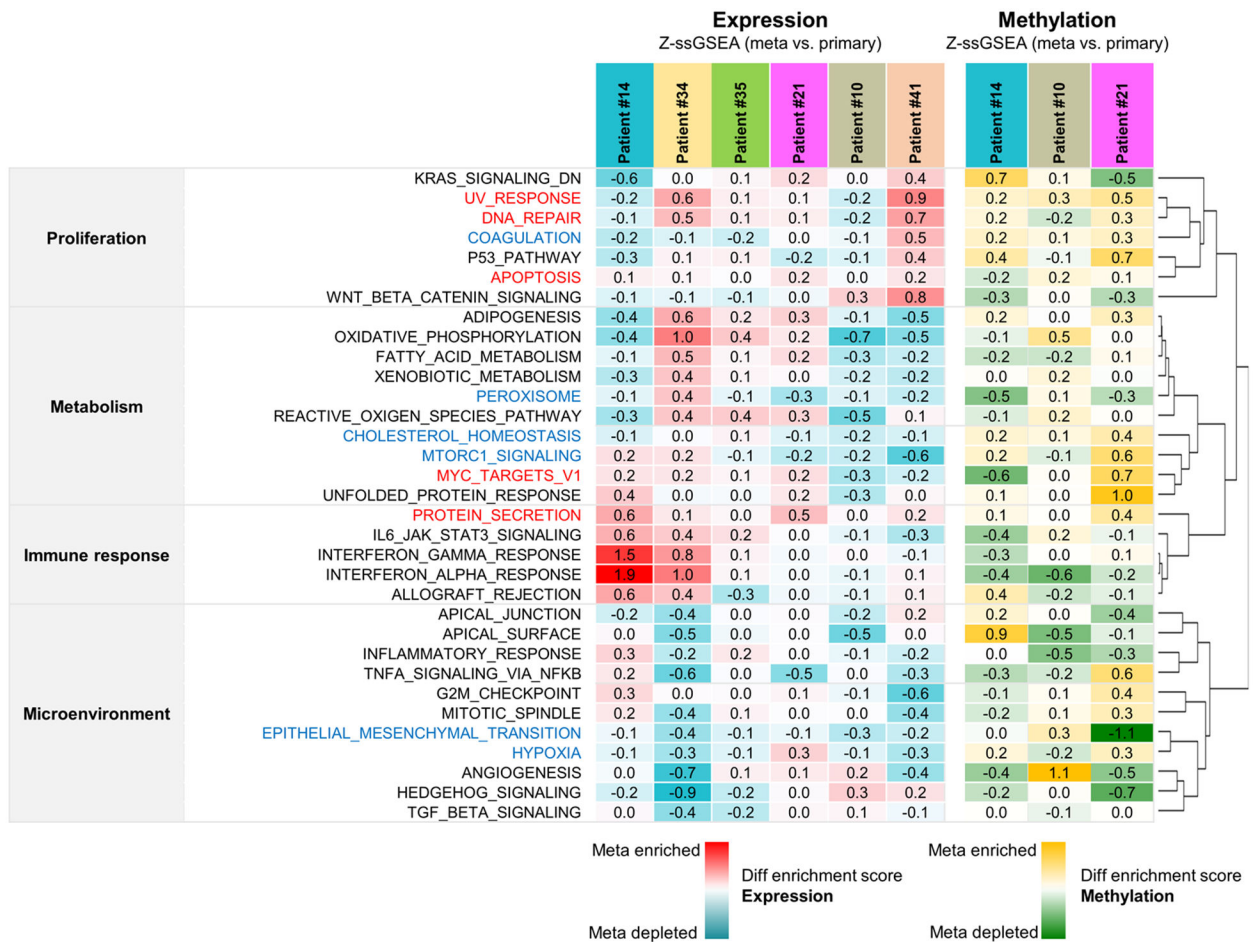 Expression Methylation
Z-ssGSEA (meta vs. primary) Z-ssGSEA (meta vs. primary)
Patient #14 Patient #34 Patient #35 Patient #21 Patient #10 Patient #41 Patient #14 Patient #10 Patient #21
Proliferation
KRAS_SIGNALING_DN -0.6 0.0 0.1 0.2 0.0 0.4 0.7 0.1 -0.5
UV_RESPONSE -0.2 0.6 0.1 0.1 -0.2 0.9 0.2 0.3 0.5
DNA_REPAIR -0.1 0.5 0.1 0.1 -0.2 0.7 0.2 -0.2 0.3
COAGULATION -0.2 -0.1 -0.2 0.0 -0.1 0.5 0.2 0.1 0.3
P53_PATHWAY -0.3 0.1 0.1 -0.2 -0.1 0.4 0.4 -0.1 0.7
APOPTOSIS 0.1 0.1 0.0 0.2 0.0 0.2 -0.2 0.2 0.1
WNT_BETA_CATENIN_SIGNALING -0.1 -0.1 -0.1 0.0 0.3 0.8 -0.3 0.0 -0.3
Metabolism
ADIPOGENESIS -0.4 0.6 0.2 0.3 -0.1 -0.5 0.2 0.0 0.3
OXIDATIVE_PHOSPHORYLATION -0.4 1.0 0.4 0.2 -0.7 -0.5 -0.1 0.5 0.0
FATTY_ACID_METABOLISM -0.1 0.5 0.1 0.2 -0.3 -0.2 -0.2 -0.2 0.1
XENOBIOTIC_METABOLISM -0.3 0.4 0.1 0.0 -0.2 -0.2 0.0 0.2 0.0
PEROXISOME -0.1 0.4 -0.1 -0.3 -0.1 -0.2 -0.5 0.1 -0.3
REACTIVE_OXIGEN_SPECIES_PATHWAY -0.3 0.4 0.4 0.3 -0.5 0.1 -0.1 0.2 0.0
CHOLESTEROL_HOMEOSTASIS -0.1 0.0 0.1 -0.1 -0.2 -0.1 0.2 0.1 0.4
MTORC1_SIGNALING 0.2 0.2 -0.1 -0.2 -0.2 -0.6 0.2 -0.1 0.6
MYC_TARGETS_V1 0.2 0.2 0.1 0.2 -0.3 -0.2 -0.6 0.0 0.7
UNFOLDED_PROTEIN_RESPONSE 0.4 0.0 0.0 0.2 -0.3 0.0 0.1 0.0 1.0
Immune response
PROTEIN_SECRETION 0.6 0.1 0.0 0.5 0.0 0.2 0.1 0.0 0.4
IL6_JAK_STAT3_SIGNALING 0.6 0.4 0.2 0.0 -0.1 -0.3 -0.4 0.2 -0.1
INTERFERON_GAMMA_RESPONSE 1.5 0.8 0.1 0.0 0.0 -0.1 -0.3 0.0 0.1
INTERFERON_ALPHA_RESPONSE 1.9 1.0 0.1 0.0 -0.1 0.1 -0.4 -0.6 -0.2
ALLOGRAFT_REJECTION 0.6 0.4 -0.3 0.0 -0.1 0.1 0.4 -0.2 -0.1
Microenvironment
APICAL_JUNCTION -0.2 -0.4 0.0 0.0 -0.2 0.2 0.2 0.0 -0.4
APICAL_SURFACE 0.0 -0.5 0.0 0.0 -0.5 0.0 0.9 -0.5 -0.1
INFLAMMATORY_RESPONSE 0.3 -0.2 0.2 0.0 -0.1 -0.2 0.0 -0.5 -0.3
TNFA_SIGNALING_VIA_NFKB 0.2 -0.6 0.0 -0.5 0.0 -0.3 -0.3 -0.2 0.6
G2M_CHECKPOINT 0.3 0.0 0.0 0.1 -0.1 -0.6 -0.1 0.1 0.4
MITOTIC_SPINDLE 0.2 -0.4 0.1 0.0 0.0 -0.4 -0.2 0.1 0.3
EPITHELIAL_MESENCHYMAL_TRANSITION -0.1 -0.4 -0.1 -0.1 -0.3 -0.2 0.0 0.3 -1.1
HYPOXIA -0.1 -0.3 -0.1 0.3 -0.1 -0.3 0.2 -0.2 0.3
ANGIOGENESIS 0.0 -0.7 0.1 0.1 0.2 -0.4 -0.4 1.1 -0.5
HEDGEHOG_SIGNALING -0.2 -0.9 -0.2 0.0 0.3 0.2 -0.2 0.0 -0.7
TGF_BETA_SIGNALING 0.0 -0.4 -0.2 0.0 0.1 -0.1 0.0 -0.1 0.0
Meta enriched Meta enriched
Diff enrichment score Diff enrichment score
Expression Methylation
Meta depleted Meta depleted